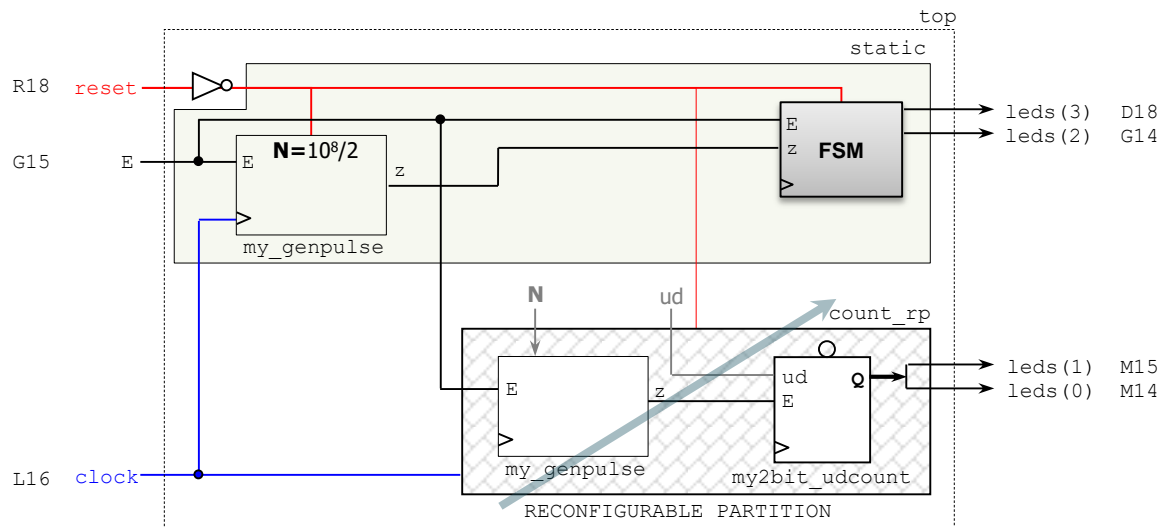 top
static
R18 reset
leds(3) D18
E
N=10⁸/2
FSM
leds(2) G14
z
z
G15 E
E
my_genpulse
N
ud
count_rp
leds(1) M15
ud
Q
E
z
E
leds(0) M14
my_genpulse
my2bit_udcount
L16 clock
RECONFIGURABLE PARTITION